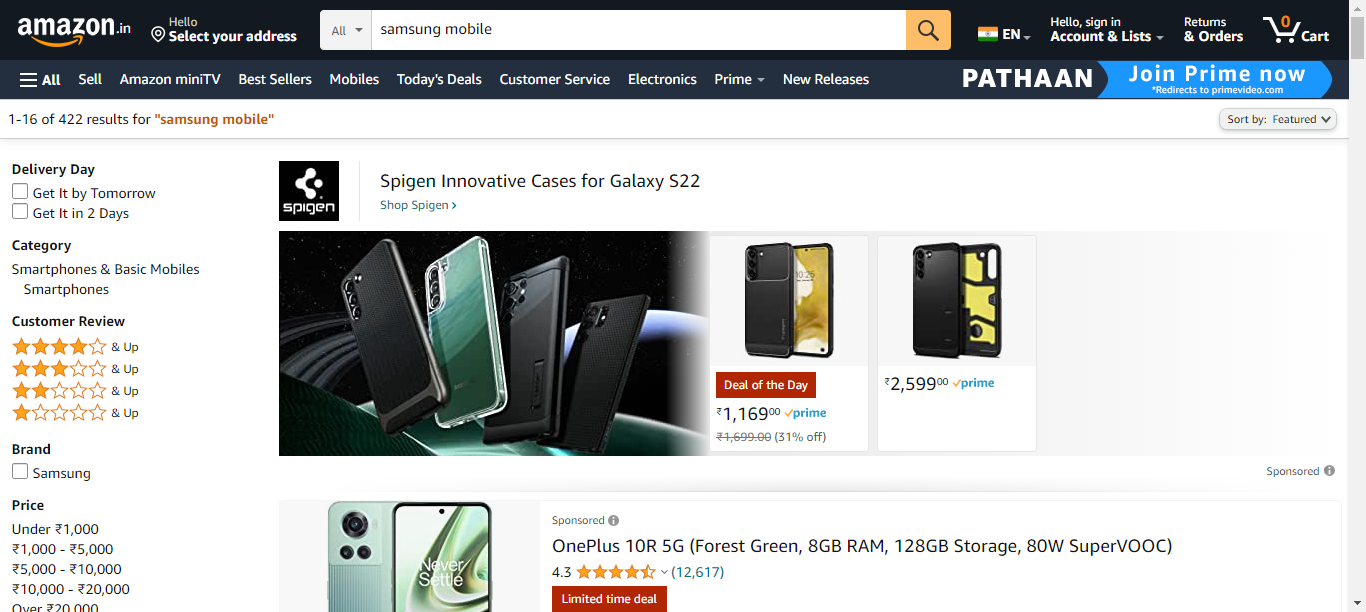 amazon.in
Hello
Select your address
All
samsung mobile
EN
Hello, sign in
Account & Lists
Returns
& Orders
0
Cart
All
Sell
Amazon miniTV
Best Sellers
Mobiles
Today's Deals
Customer Service
Electronics
Prime
New Releases
PATHAAN
Join Prime now
*Redirects to primevideo.com
1-16 of 422 results for "samsung mobile"
Sort by: Featured
Delivery Day
Get It by Tomorrow
Get It in 2 Days
Category
Smartphones & Basic Mobiles
Smartphones
Customer Review
& Up
& Up
& Up
& Up
Brand
Samsung
Price
Under ₹1,000
₹1,000 - ₹5,000
₹5,000 - ₹10,000
₹10,000 - ₹20,000
Over ₹20,000
spigen
Spigen Innovative Cases for Galaxy S22
Shop Spigen ›
10:25
Deal of the Day
₹1,16900 prime
₹1,699.00 (31% off)
₹2,59900 prime
Sponsored
Never
Settle
Sponsored
OnePlus 10R 5G (Forest Green, 8GB RAM, 128GB Storage, 80W SuperVOOC)
4.3 (12,617)
Limited time deal